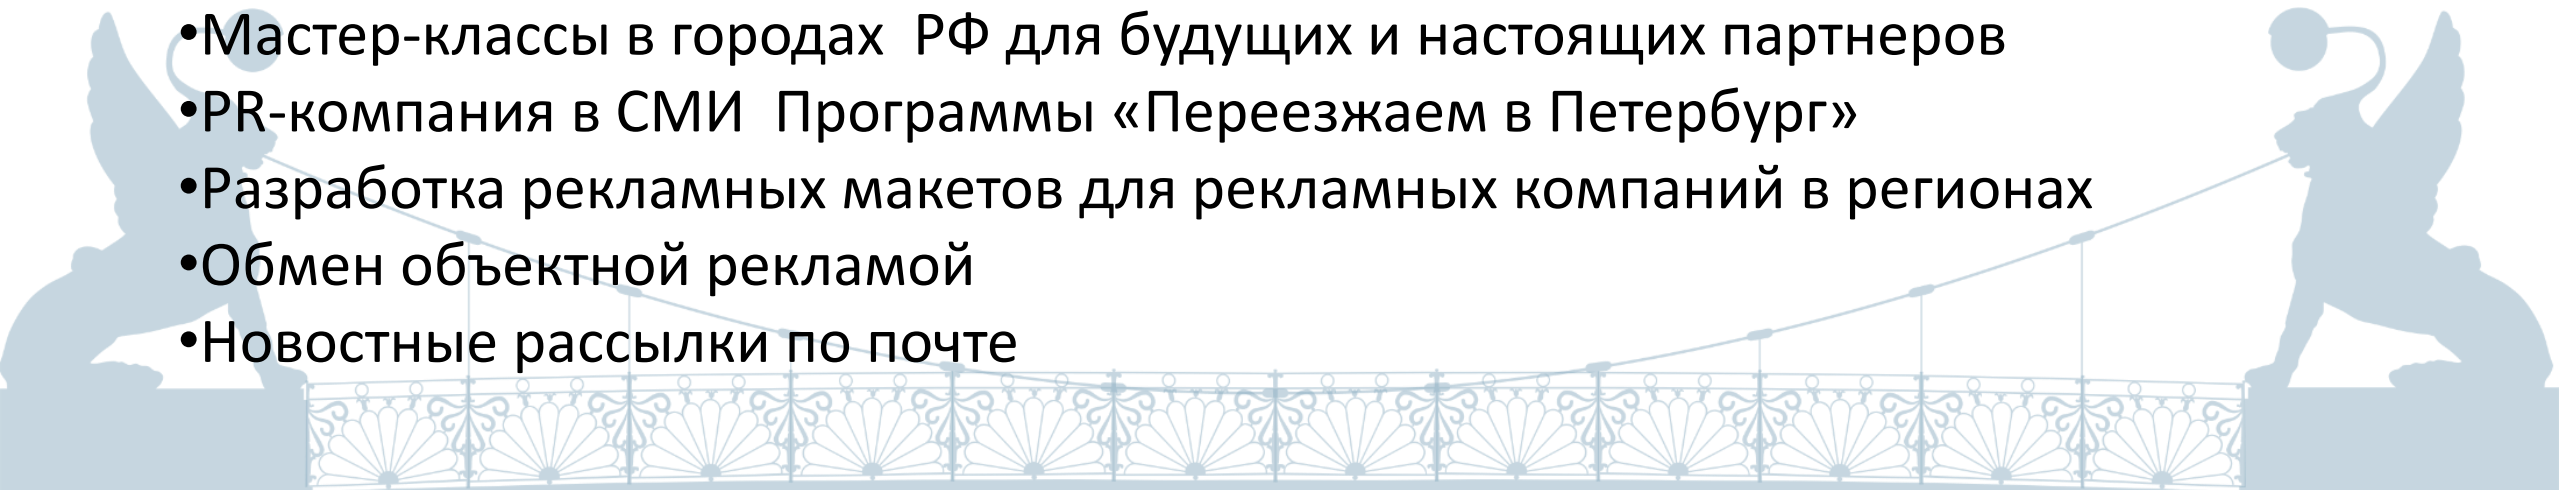 •Мастер-классы в городах  РФ для будущих и настоящих партнеров
•PR-компания в СМИ  Программы «Переезжаем в Петербург»
•Разработка рекламных макетов для рекламных компаний в регионах
•Обмен объектной рекламой
•Новостные рассылки по почте